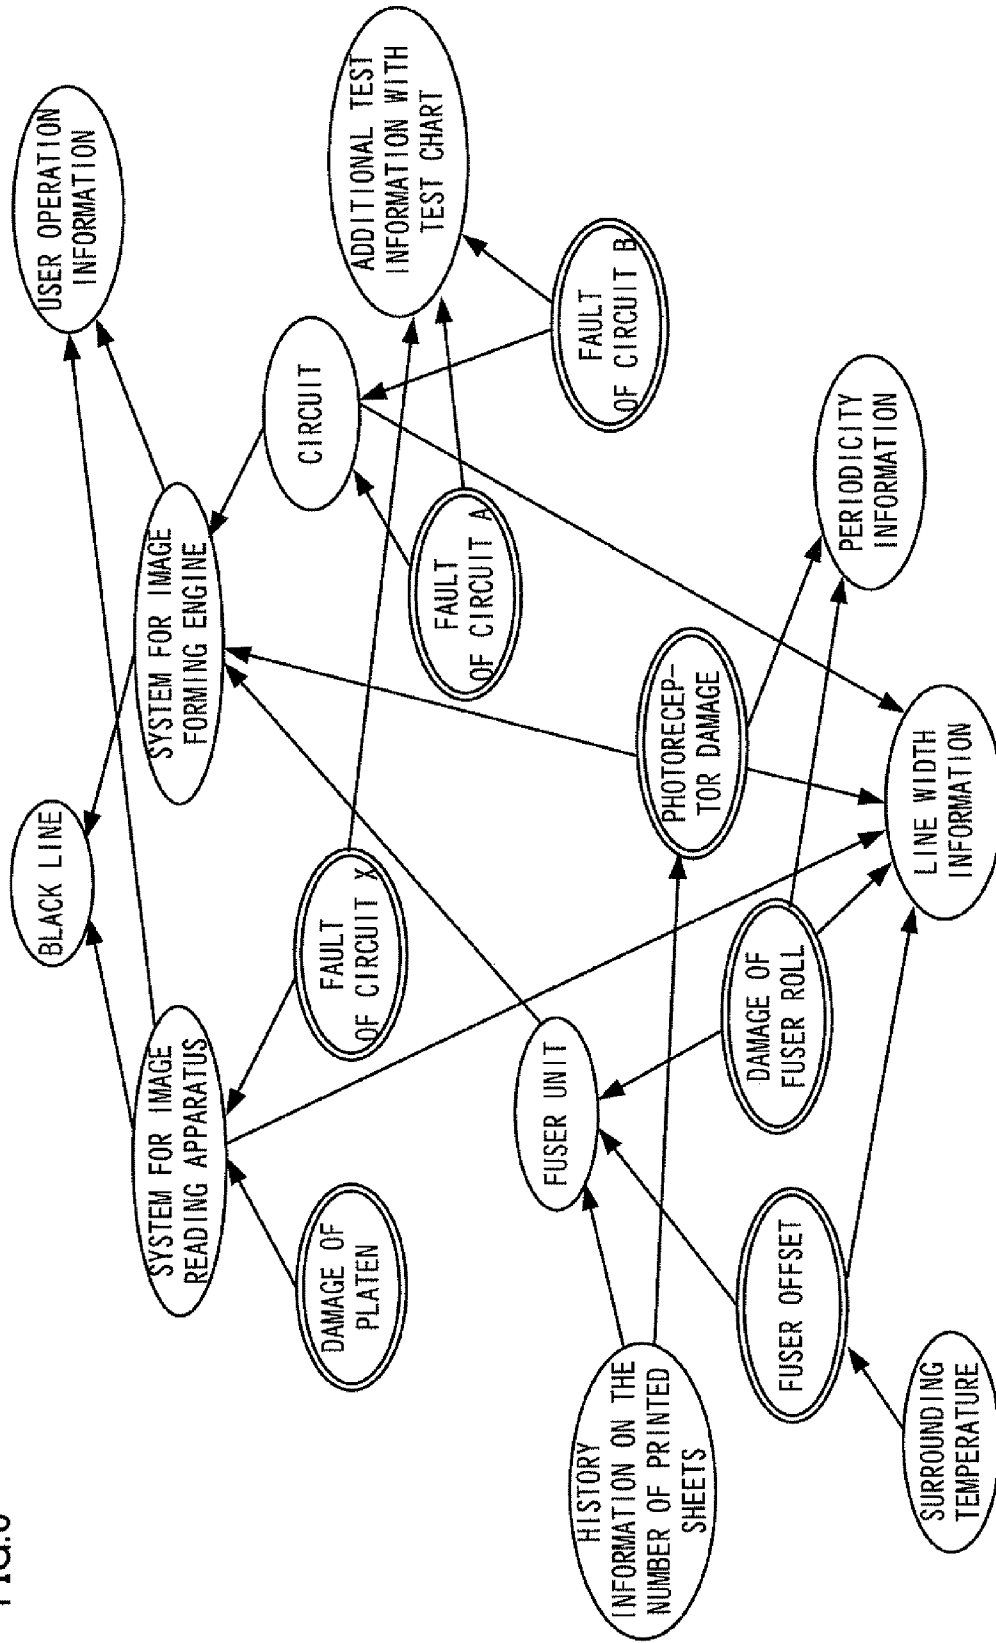 BLACK LINE
USER OPERATION
INFORMATION
SYSTEM FOR IMAGE
READING APPARATUS
SYSTEM FOR IMAGE
FORMING ENGINE
CIRCUIT
DAMAGE OF
PLATEN
FAULT
OF CIRCUIT X
FAULT
OF CIRCUIT A
ADDITIONAL TEST
INFORMATION WITH
TEST CHART
FUSER UNIT
FAULT
OF CIRCUIT B
HISTORY
INFORMATION ON THE
NUMBER OF PRINTED
SHEETS
FUSER OFFSET
DAMAGE OF
FUSER ROLL
PHOTORECEP-
TOR DAMAGE
PERIODICITY
INFORMATION
SURROUNDING
TEMPERATURE
LINE WIDTH
INFORMATION